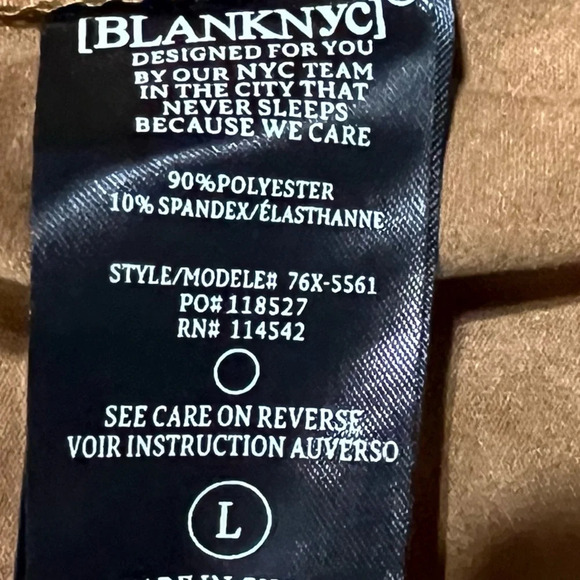 [BLANKNYC]
DESIGNED FOR YOU
BY OUR NYC TEAM
IN THE CITY THAT
NEVER SLEEPS
BECAUSE WE CARE
90%POLYESTER
10% SPANDEX/ÉLASTHANNE
STYLE/MODELE# 76X-5561
PO#118527
RN# 114542
SEE CARE ON REVERSE
VOIR INSTRUCTION AUVERSO
L